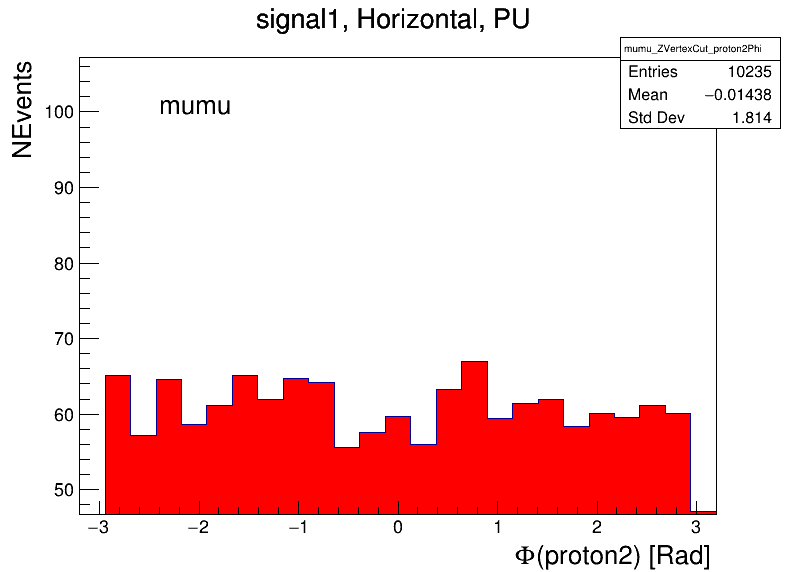 signal1, Horizontal, PU
mumu_ZVertexCut_proton2Phi
Entries 10235
Mean −0.01438
Std Dev 1.814
NEvents
mumu
100
90
80
70
60
50
−3 −2 −1 0 1 2 3
Φ(proton2) [Rad]